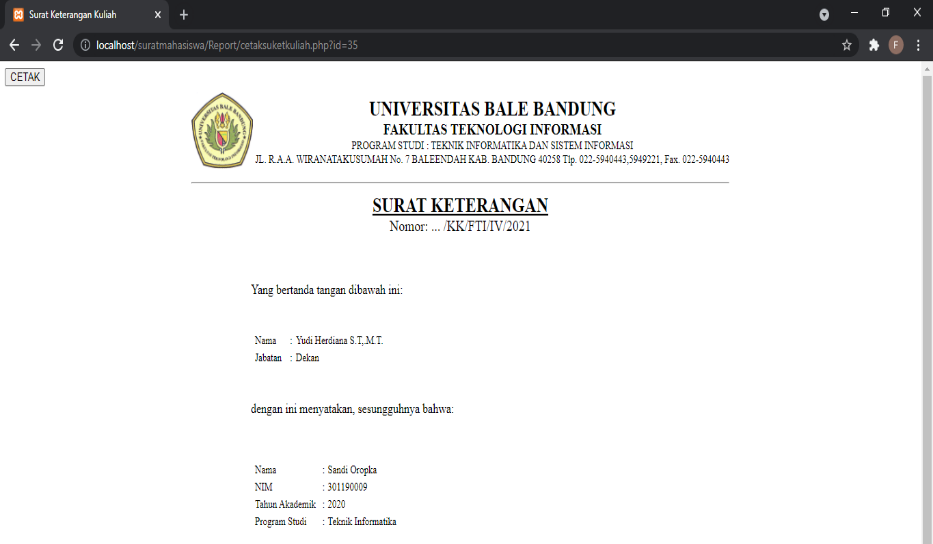 Surat Keterangan Kuliah
localhost/suratmahasiswa/Report/cetaksuketkuliah.php?id=35
F
CETAK
UNIVERSITAS BALE BANDUNG
FAKULTAS TEKNOLOGI INFORMASI
PROGRAM STUDI : TEKNIK INFORMATIKA DAN SISTEM INFORMASI
JL. R.A.A. WIRANATAKUSUMAH No. 7 BALEENDAH KAB. BANDUNG 40258 Tlp. 022-5940443,5949221, Fax. 022-5940443
SURAT KETERANGAN
Nomor: ... /KK/FTI/IV/2021
Yang bertanda tangan dibawah ini:
Nama : Yudi Herdiana S.T,.M.T.
Jabatan : Dekan
dengan ini menyatakan, sesungguhnya bahwa:
Nama : Sandi Oropka
NIM : 301190009
Tahun Akademik : 2020
Program Studi : Teknik Informatika